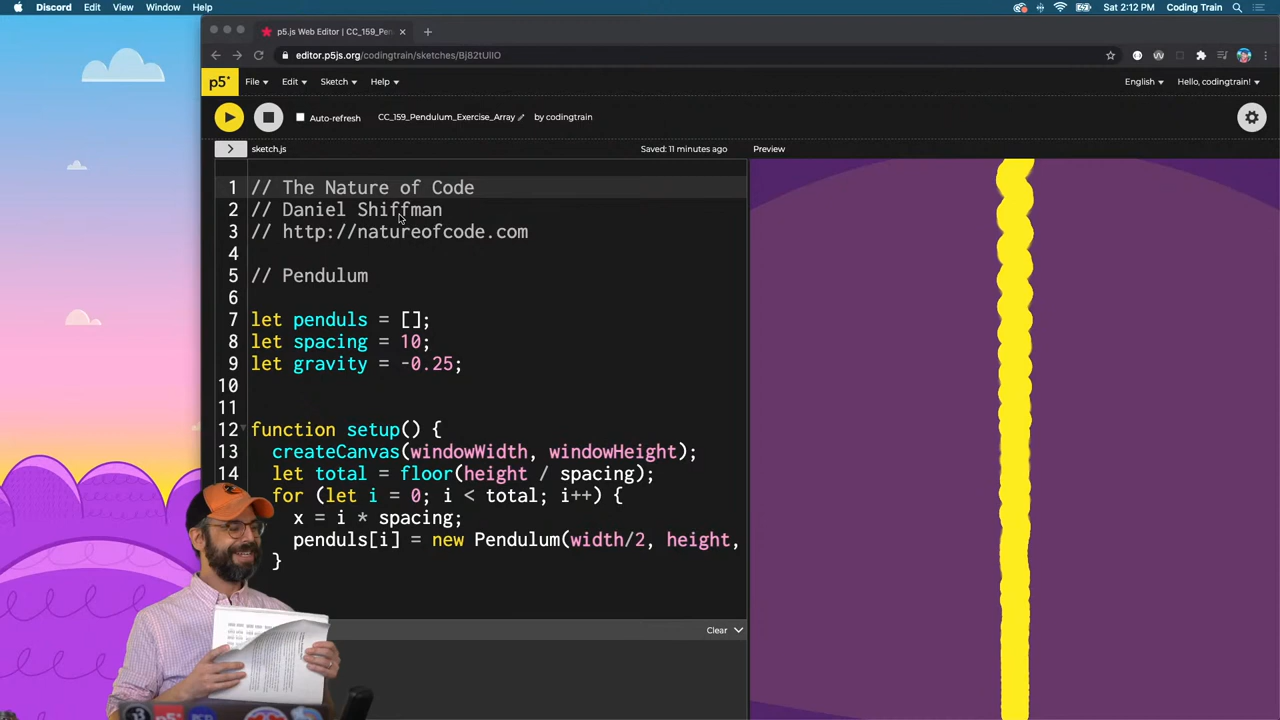 Discord Edit View Window Help
Sat 2:12 PM Coding Train
p5.js Web Editor | CC_159_Pen
editor.p5js.org/codingtrain/sketches/Bj82tUllO
p5* File Edit Sketch Help English Hello, codingtrain!
Auto-refresh CC_159_Pendulum_Exercise_Array by codingtrain
sketch.js Saved: 11 minutes ago Preview
1 // The Nature of Code
2 // Daniel Shiffman
3 // http://natureofcode.com
4
5 // Pendulum
6
7 let penduls = [];
8 let spacing = 10;
9 let gravity = -0.25;
10
11
12 function setup() {
13 createCanvas(windowWidth, windowHeight);
14 let total = floor(height / spacing);
for (let i = 0; i < total; i++) {
x = i * spacing;
penduls[i] = new Pendulum(width/2, height,
}
Clear